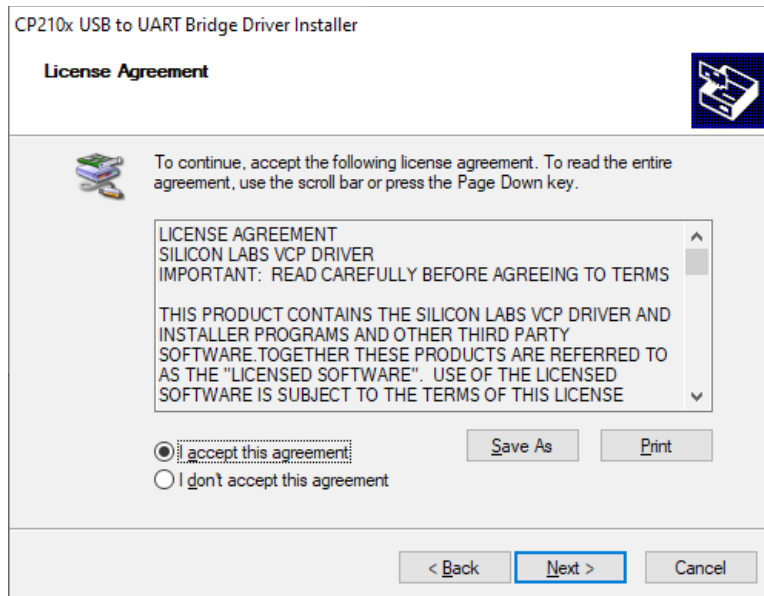 CP210x USB to UART Bridge Driver Installer
License Agreement
To continue, accept the following license agreement. To read the entire
agreement, use the scroll bar or press the Page Down key.
LICENSE AGREEMENT
SILICON LABS VCP DRIVER
IMPORTANT:  READ CAREFULLY BEFORE AGREEING TO TERMS
THIS PRODUCT CONTAINS THE SILICON LABS VCP DRIVER AND
INSTALLER PROGRAMS AND OTHER THIRD PARTY
SOFTWARE.TOGETHER THESE PRODUCTS ARE REFERRED TO
AS THE "LICENSED SOFTWARE".  USE OF THE LICENSED
SOFTWARE IS SUBJECT TO THE TERMS OF THIS LICENSE
I accept this agreement
Save As
Print
I don't accept this agreement
< Back
Next >
Cancel